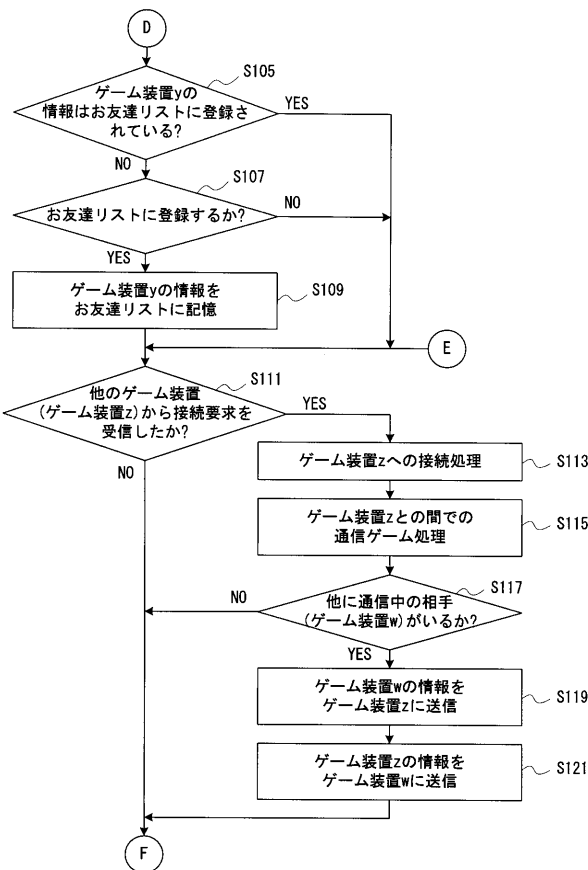 D
S105
ゲーム装置yの
情報はお友達リストに登録さ
れている?
YES
NO
S107
お友達リストに登録するか?
NO
YES
ゲーム装置yの情報を
お友達リストに記憶
S109
E
S111
他のゲーム装置
(ゲーム装置z)から接続要求を
受信したか?
YES
NO
ゲーム装置zへの接続処理
S113
ゲーム装置zとの間での
通信ゲーム処理
S115
S117
他に通信中の相手
(ゲーム装置w)がいるか?
NO
YES
ゲーム装置wの情報を
ゲーム装置zに送信
S119
ゲーム装置zの情報を
ゲーム装置wに送信
S121
F